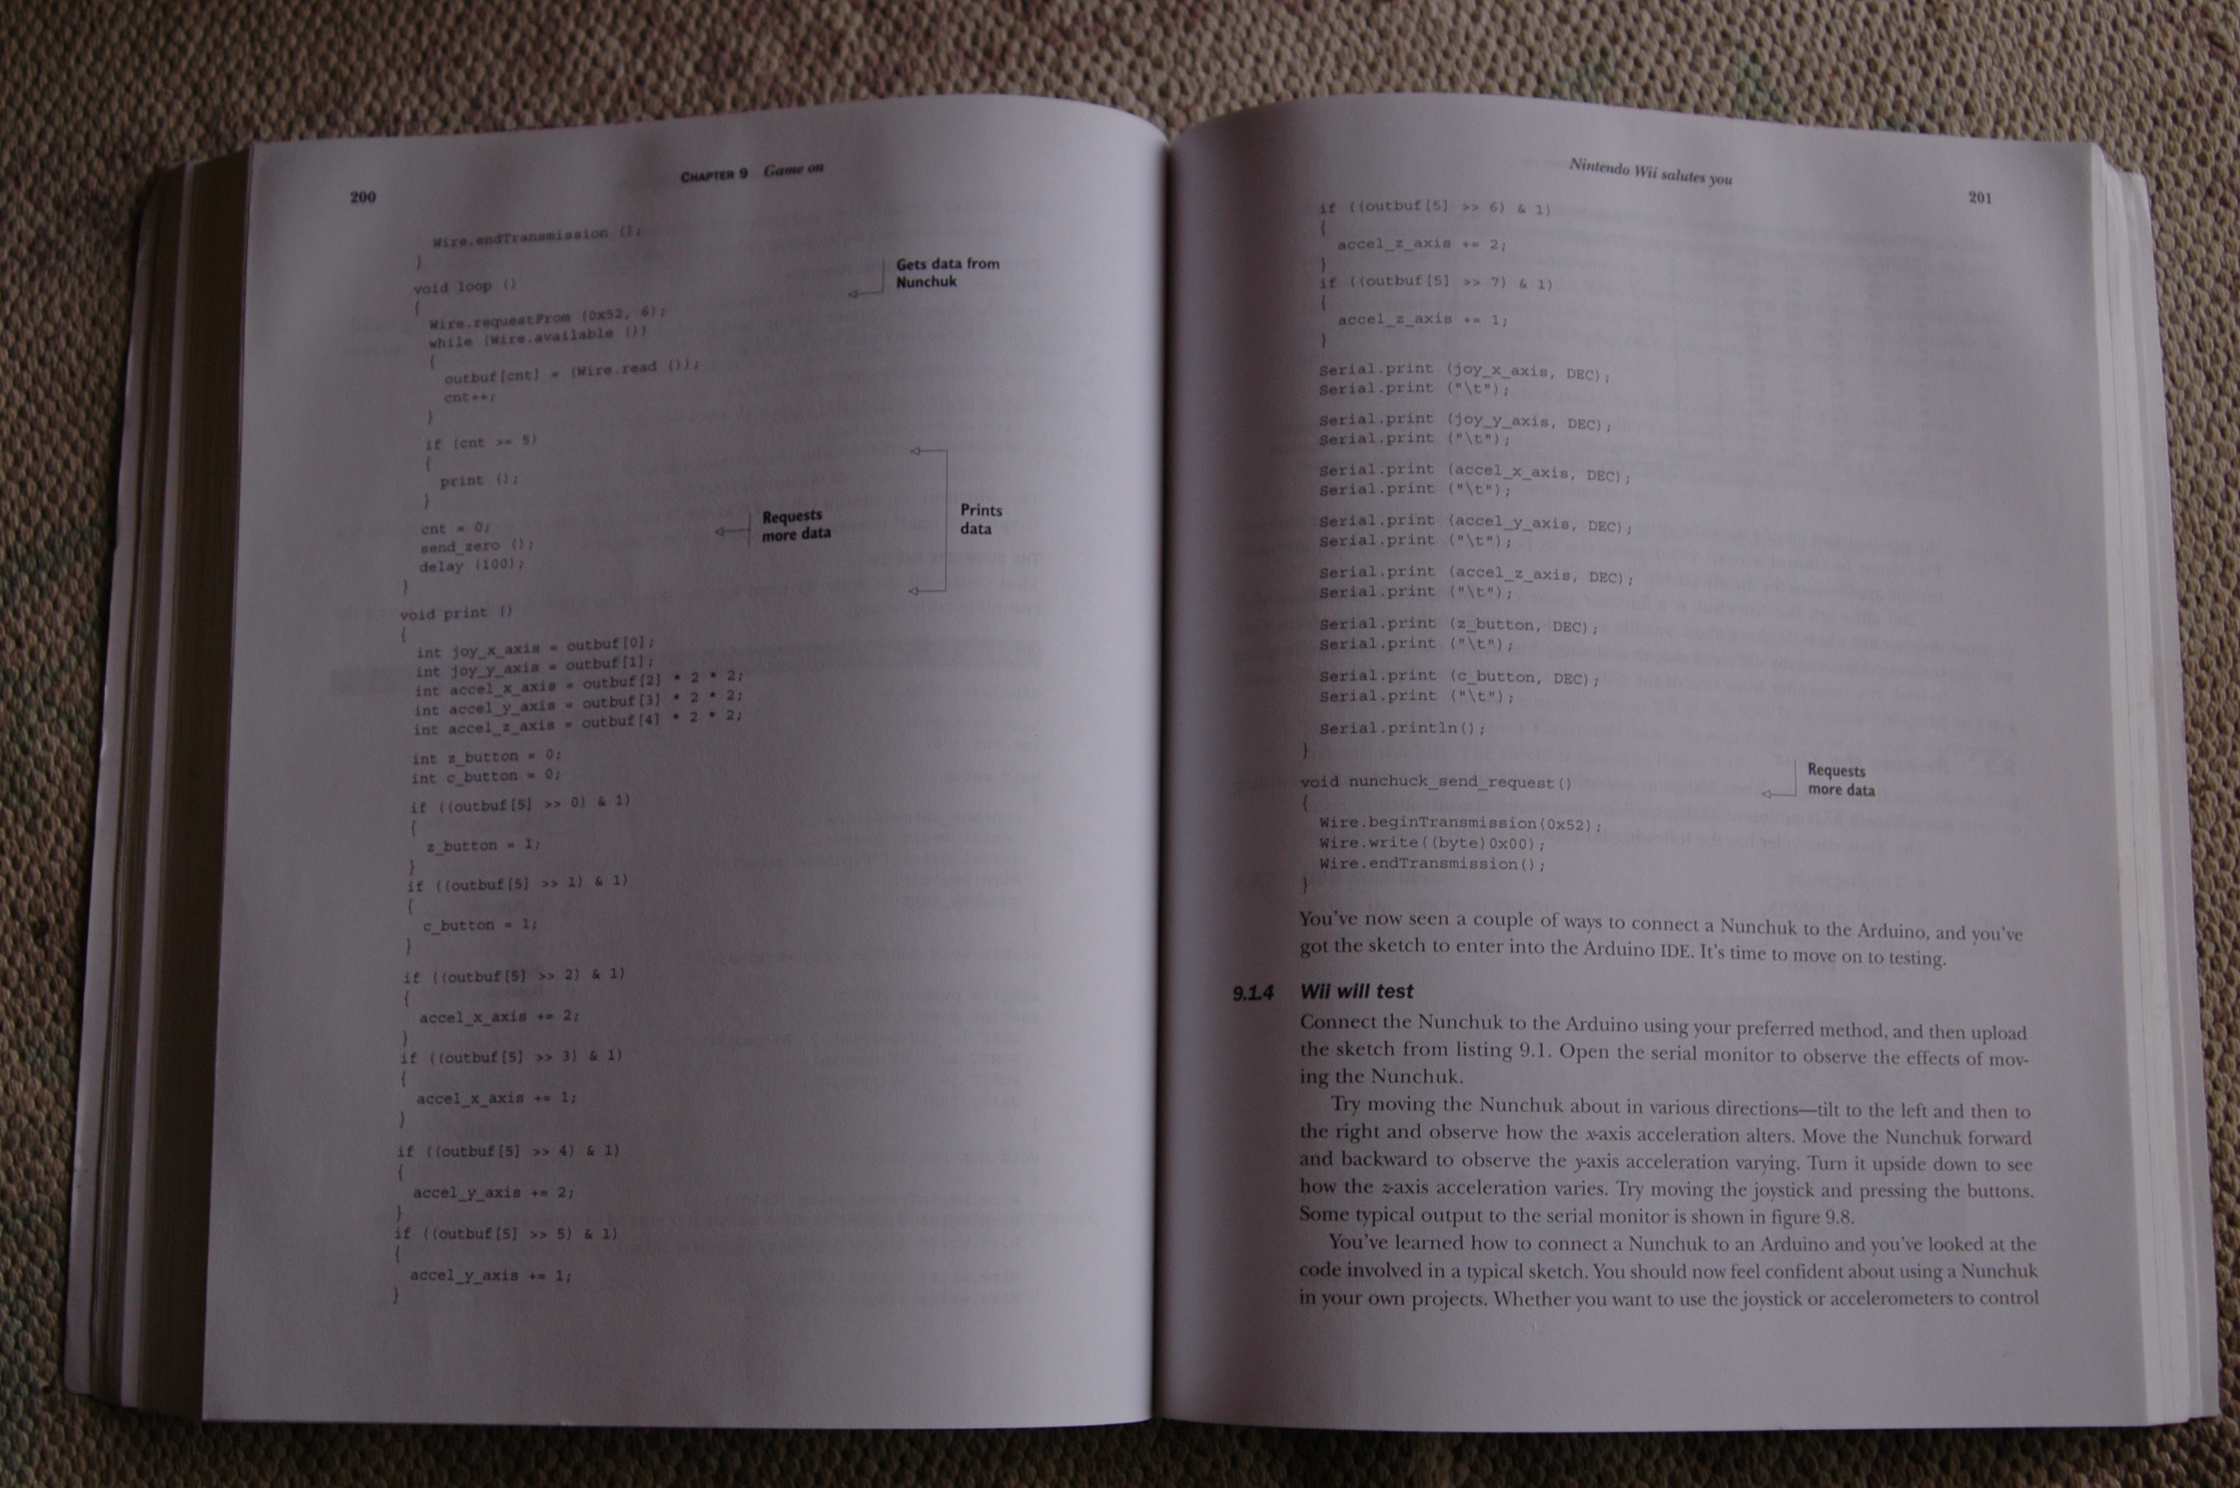 200
CHAPTER 9 Game on
Wire.endTransmission ();
}
void loop ()
{
Wire.requestFrom (0x52, 6);
while (Wire.available ())
{
outbuf[cnt] = (Wire.read ());
cnt++;
}
Gets data from
Nunchuk
if (cnt >= 5)
{
print ();
}
cnt = 0;
send_zero ();
delay (100);
}
Requests
more data
Prints
data
void print ()
{
int joy_x_axis = outbuf[0];
int joy_y_axis = outbuf[1];
int accel_x_axis = outbuf[2] * 2 * 2;
int accel_y_axis = outbuf[3] * 2 * 2;
int accel_z_axis = outbuf[4] * 2 * 2;
int z_button = 0;
int c_button = 0;
if ((outbuf[5] >> 0) & 1)
{
z_button = 1;
}
if ((outbuf[5] >> 1) & 1)
{
c_button = 1;
}
if ((outbuf[5] >> 2) & 1)
{
accel_x_axis += 2;
}
if ((outbuf[5] >> 3) & 1)
{
accel_x_axis += 1;
}
if ((outbuf[5] >> 4) & 1)
{
accel_y_axis += 2;
}
if ((outbuf[5] >> 5) & 1)
{
accel_y_axis += 1;
}
Nintendo Wii salutes you
201
if ((outbuf[5] >> 6) & 1)
{
accel_z_axis += 2;
}
if ((outbuf[5] >> 7) & 1)
{
accel_z_axis += 1;
}
Serial.print (joy_x_axis, DEC);
Serial.print ("\t");
Serial.print (joy_y_axis, DEC);
Serial.print ("\t");
Serial.print (accel_x_axis, DEC);
Serial.print ("\t");
Serial.print (accel_y_axis, DEC);
Serial.print ("\t");
Serial.print (accel_z_axis, DEC);
Serial.print ("\t");
Serial.print (z_button, DEC);
Serial.print ("\t");
Serial.print (c_button, DEC);
Serial.print ("\t");
Serial.println();
}
void nunchuck_send_request()
{
Wire.beginTransmission(0x52);
Wire.write((byte)0x00);
Wire.endTransmission();
}
Requests
more data
You've now seen a couple of ways to connect a Nunchuk to the Arduino, and you've
got the sketch to enter into the Arduino IDE. It's time to move on to testing.
9.1.4 Wii will test
Connect the Nunchuk to the Arduino using your preferred method, and then upload
the sketch from listing 9.1. Open the serial monitor to observe the effects of mov-
ing the Nunchuk.
Try moving the Nunchuk about in various directions—tilt to the left and then to
the right and observe how the x-axis acceleration alters. Move the Nunchuk forward
and backward to observe the y-axis acceleration varying. Turn it upside down to see
how the z-axis acceleration varies. Try moving the joystick and pressing the buttons.
Some typical output to the serial monitor is shown in figure 9.8.
You've learned how to connect a Nunchuk to an Arduino and you've looked at the
code involved in a typical sketch. You should now feel confident about using a Nunchuk
in your own projects. Whether you want to use the joystick or accelerometers to control